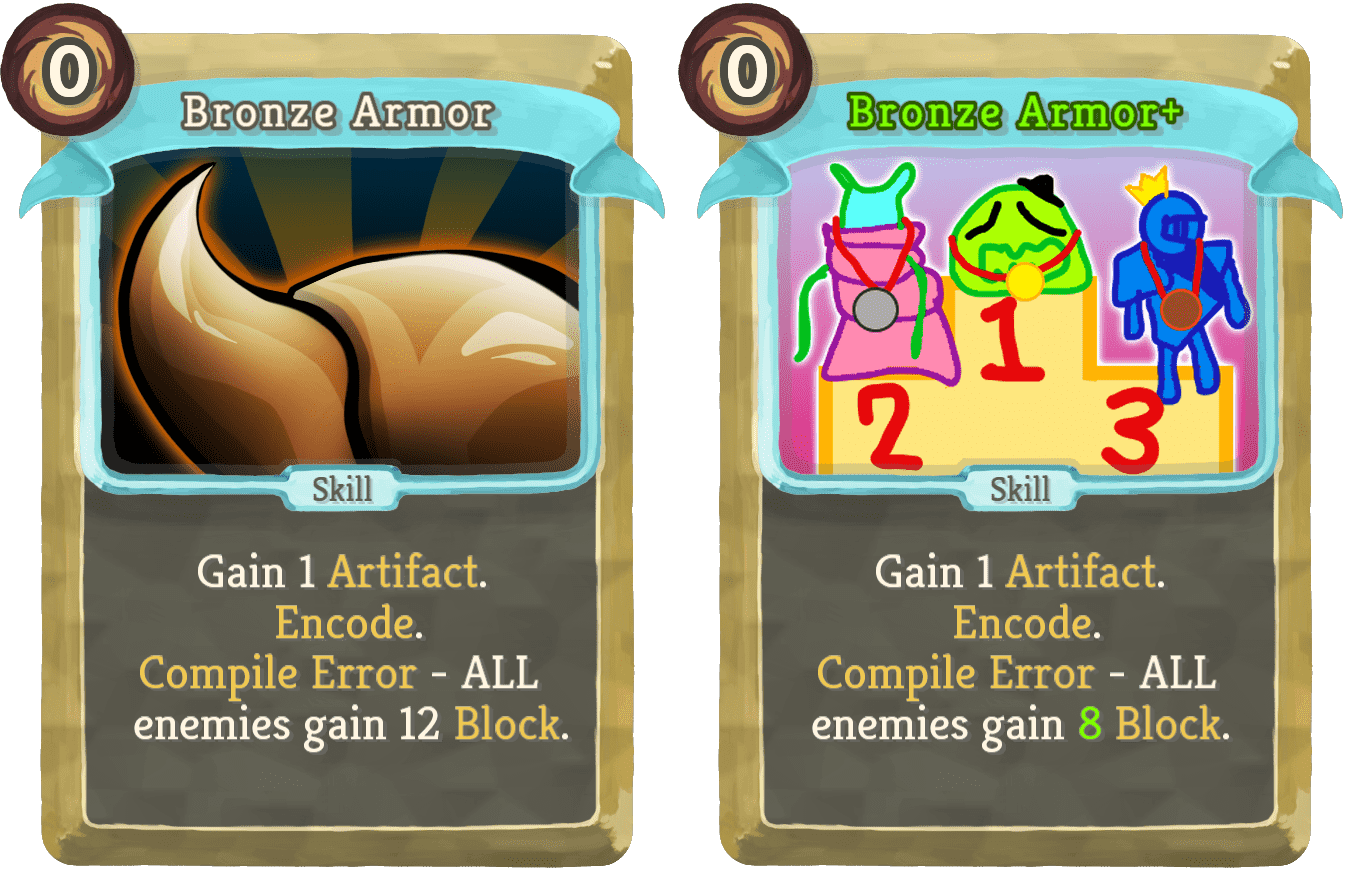 0
Bronze Armor
Skill
Gain 1 Artifact.
Encode.
Compile Error - ALL
enemies gain 12 Block.
0
Bronze Armor+
1
2
3
Skill
Gain 1 Artifact.
Encode.
Compile Error - ALL
enemies gain 8 Block.